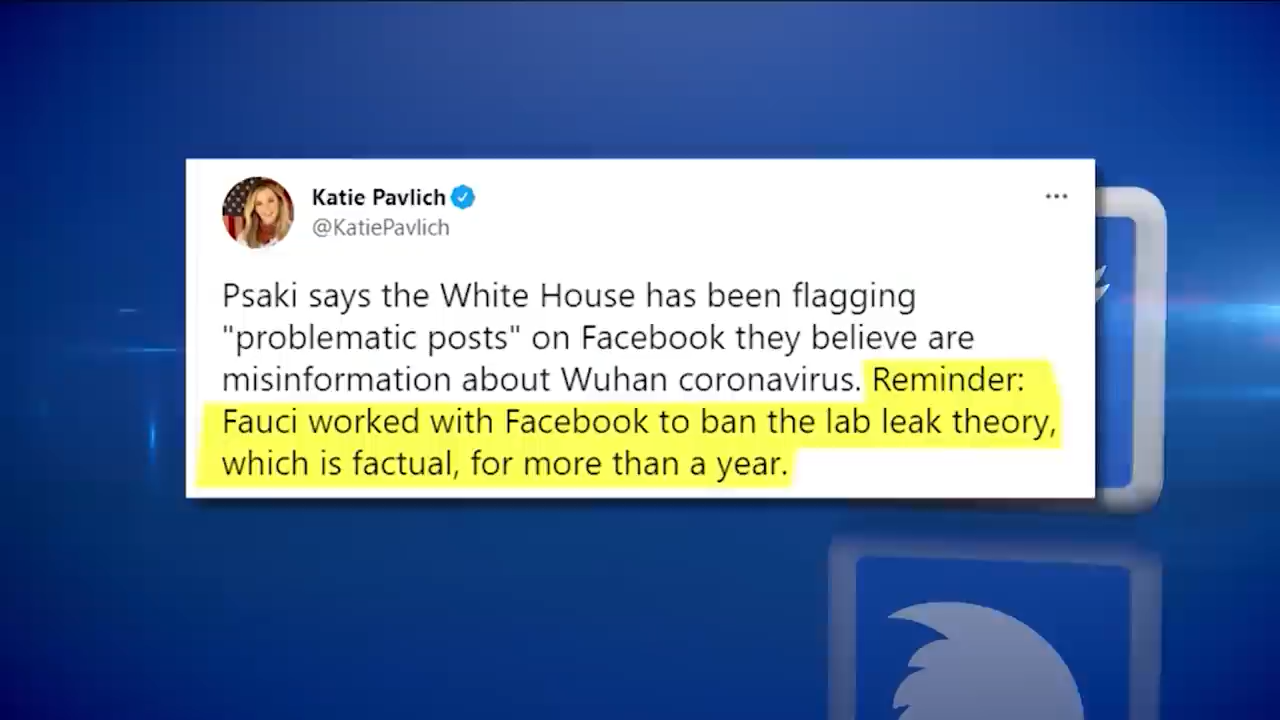 Katie Pavlich
@KatiePavlich
Psaki says the White House has been flagging
"problematic posts" on Facebook they believe are
misinformation about Wuhan coronavirus. Reminder:
Fauci worked with Facebook to ban the lab leak theory,
which is factual, for more than a year.